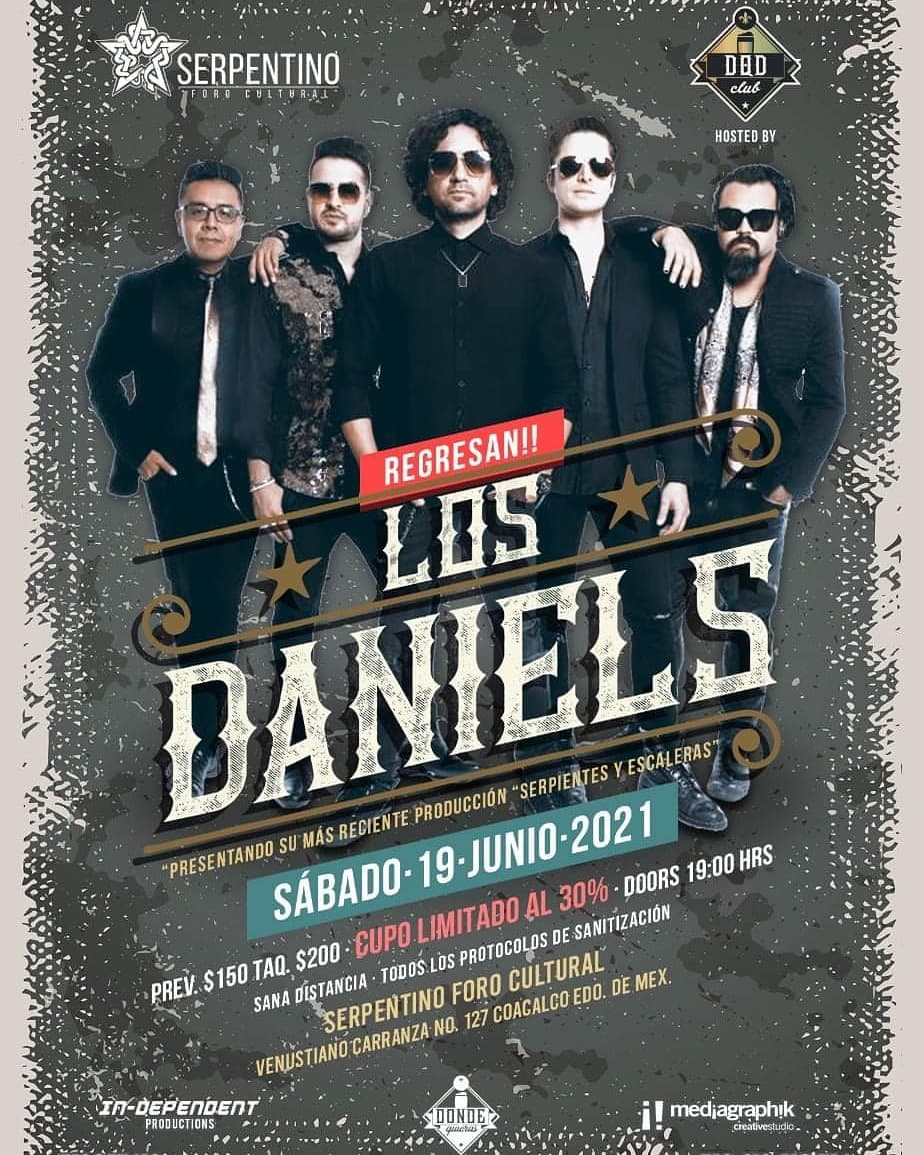 SERPENTINO
FORO CULTURAL
DQD
club
HOSTED BY
REGRESAN!!
LOS
DANIELS
“PRESENTANDO SU MÁS RECIENTE PRODUCCIÓN “SERPIENTES Y ESCALERAS”
SÁBADO·19·JUNIO·2021
PREV. $150 TAQ. $200 · CUPO LIMITADO AL 30% · DOORS 19:00 HRS
SANA DISTANCIA · TODOS LOS PROTOCOLOS DE SANITIZACIÓN
SERPENTINO FORO CULTURAL
VENUSTIANO CARRANZA NO. 127 COACALCO EDO. DE MEX.
IN-DEPENDENT
PRODUCTIONS
DONDE
quieras
mediagraphik
creativestudio